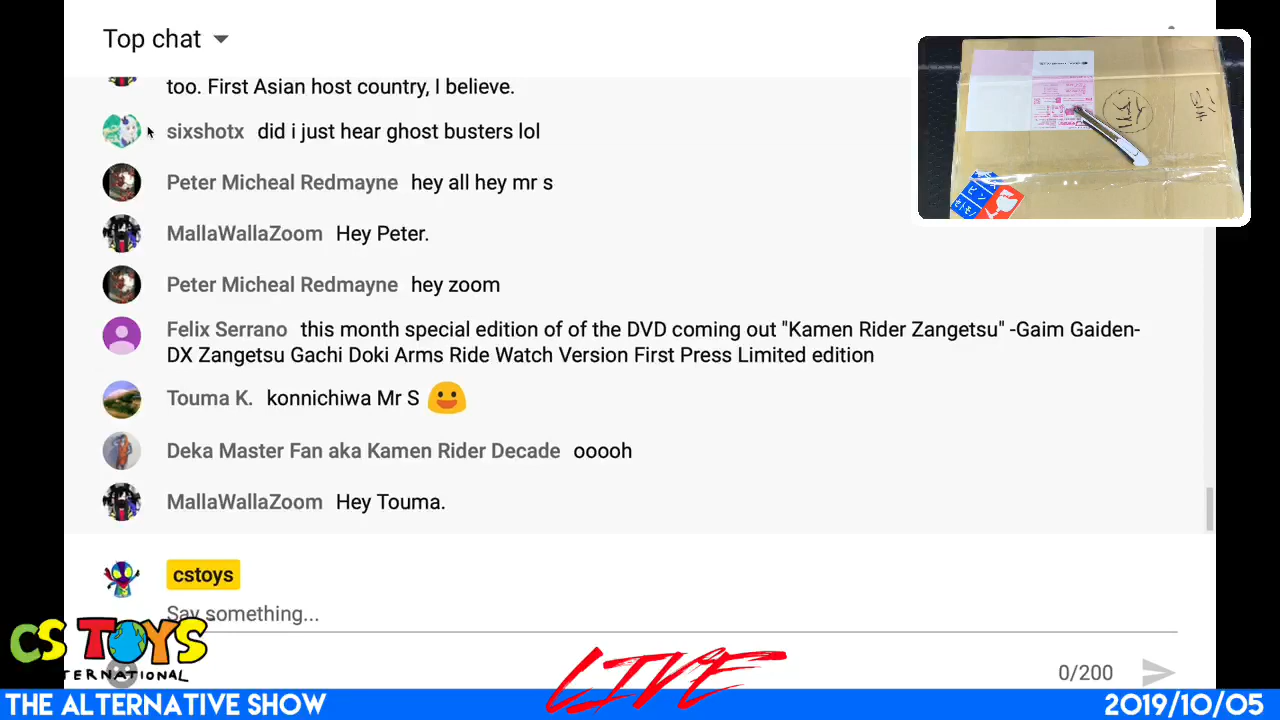 Top chat
too. First Asian host country, I believe.
sixshotx did i just hear ghost busters lol
Peter Micheal Redmayne hey all hey mr s
MallaWallaZoom Hey Peter.
Peter Micheal Redmayne hey zoom
Felix Serrano this month special edition of of the DVD coming out "Kamen Rider Zangetsu" -Gaim Gaiden-
DX Zangetsu Gachi Doki Arms Ride Watch Version First Press Limited edition
Touma K. konnichiwa Mr S
Deka Master Fan aka Kamen Rider Decade ooooh
MallaWallaZoom Hey Touma.
cstoys
Say something...
0/200
CS TOYS
TERNATIONAL
LIVE
THE ALTERNATIVE SHOW
2019/10/05